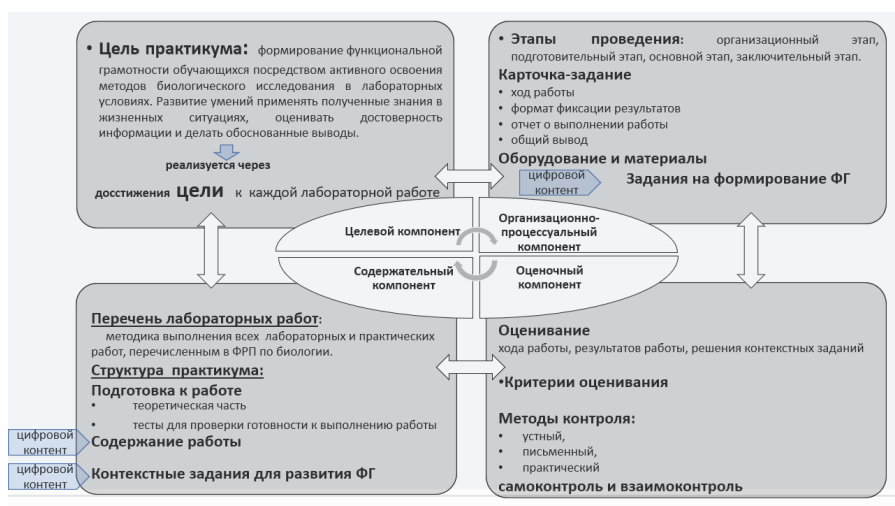 • Цель практикума: формирование функциональной
грамотности обучающихся посредством активного освоения
методов биологического исследования в лабораторных
условиях. Развитие умений применять полученные знания в
жизненных ситуациях, оценивать достоверность
информации и делать обоснованные выводы.
реализуется через
досстижения цели к каждой лабораторной работе
• Этапы проведения: организационный этап,
подготовительный этап, основной этап, заключительный этап.
Карточка-задание
• ход работы
• формат фиксации результатов
• отчет о выполнении работы
• общий вывод
Оборудование и материалы
цифровой
контент
Задания на формирование ФГ
Целевой компонент
Организационно-
процессуальный
компонент
Содержательный
компонент
Оценочный
компонент
Перечень лабораторных работ:
методика выполнения всех лабораторных и практических
работ, перечисленным в ФРП по биологии.
Структура практикума:
Подготовка к работе
• теоретическая часть
• тесты для проверки готовности к выполнению работы
цифровой
контент
Содержание работы
цифровой
контент
Контекстные задания для развития ФГ
Оценивание
хода работы, результатов работы, решения контекстных заданий
•Критерии оценивания
Методы контроля:
• устный,
• письменный,
• практический
самоконтроль и взаимоконтроль